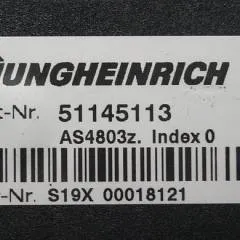 JUNGHEINRICH
t-Nr. 51145113
AS4803z. Index 0
r-Nr. S19X 00018121